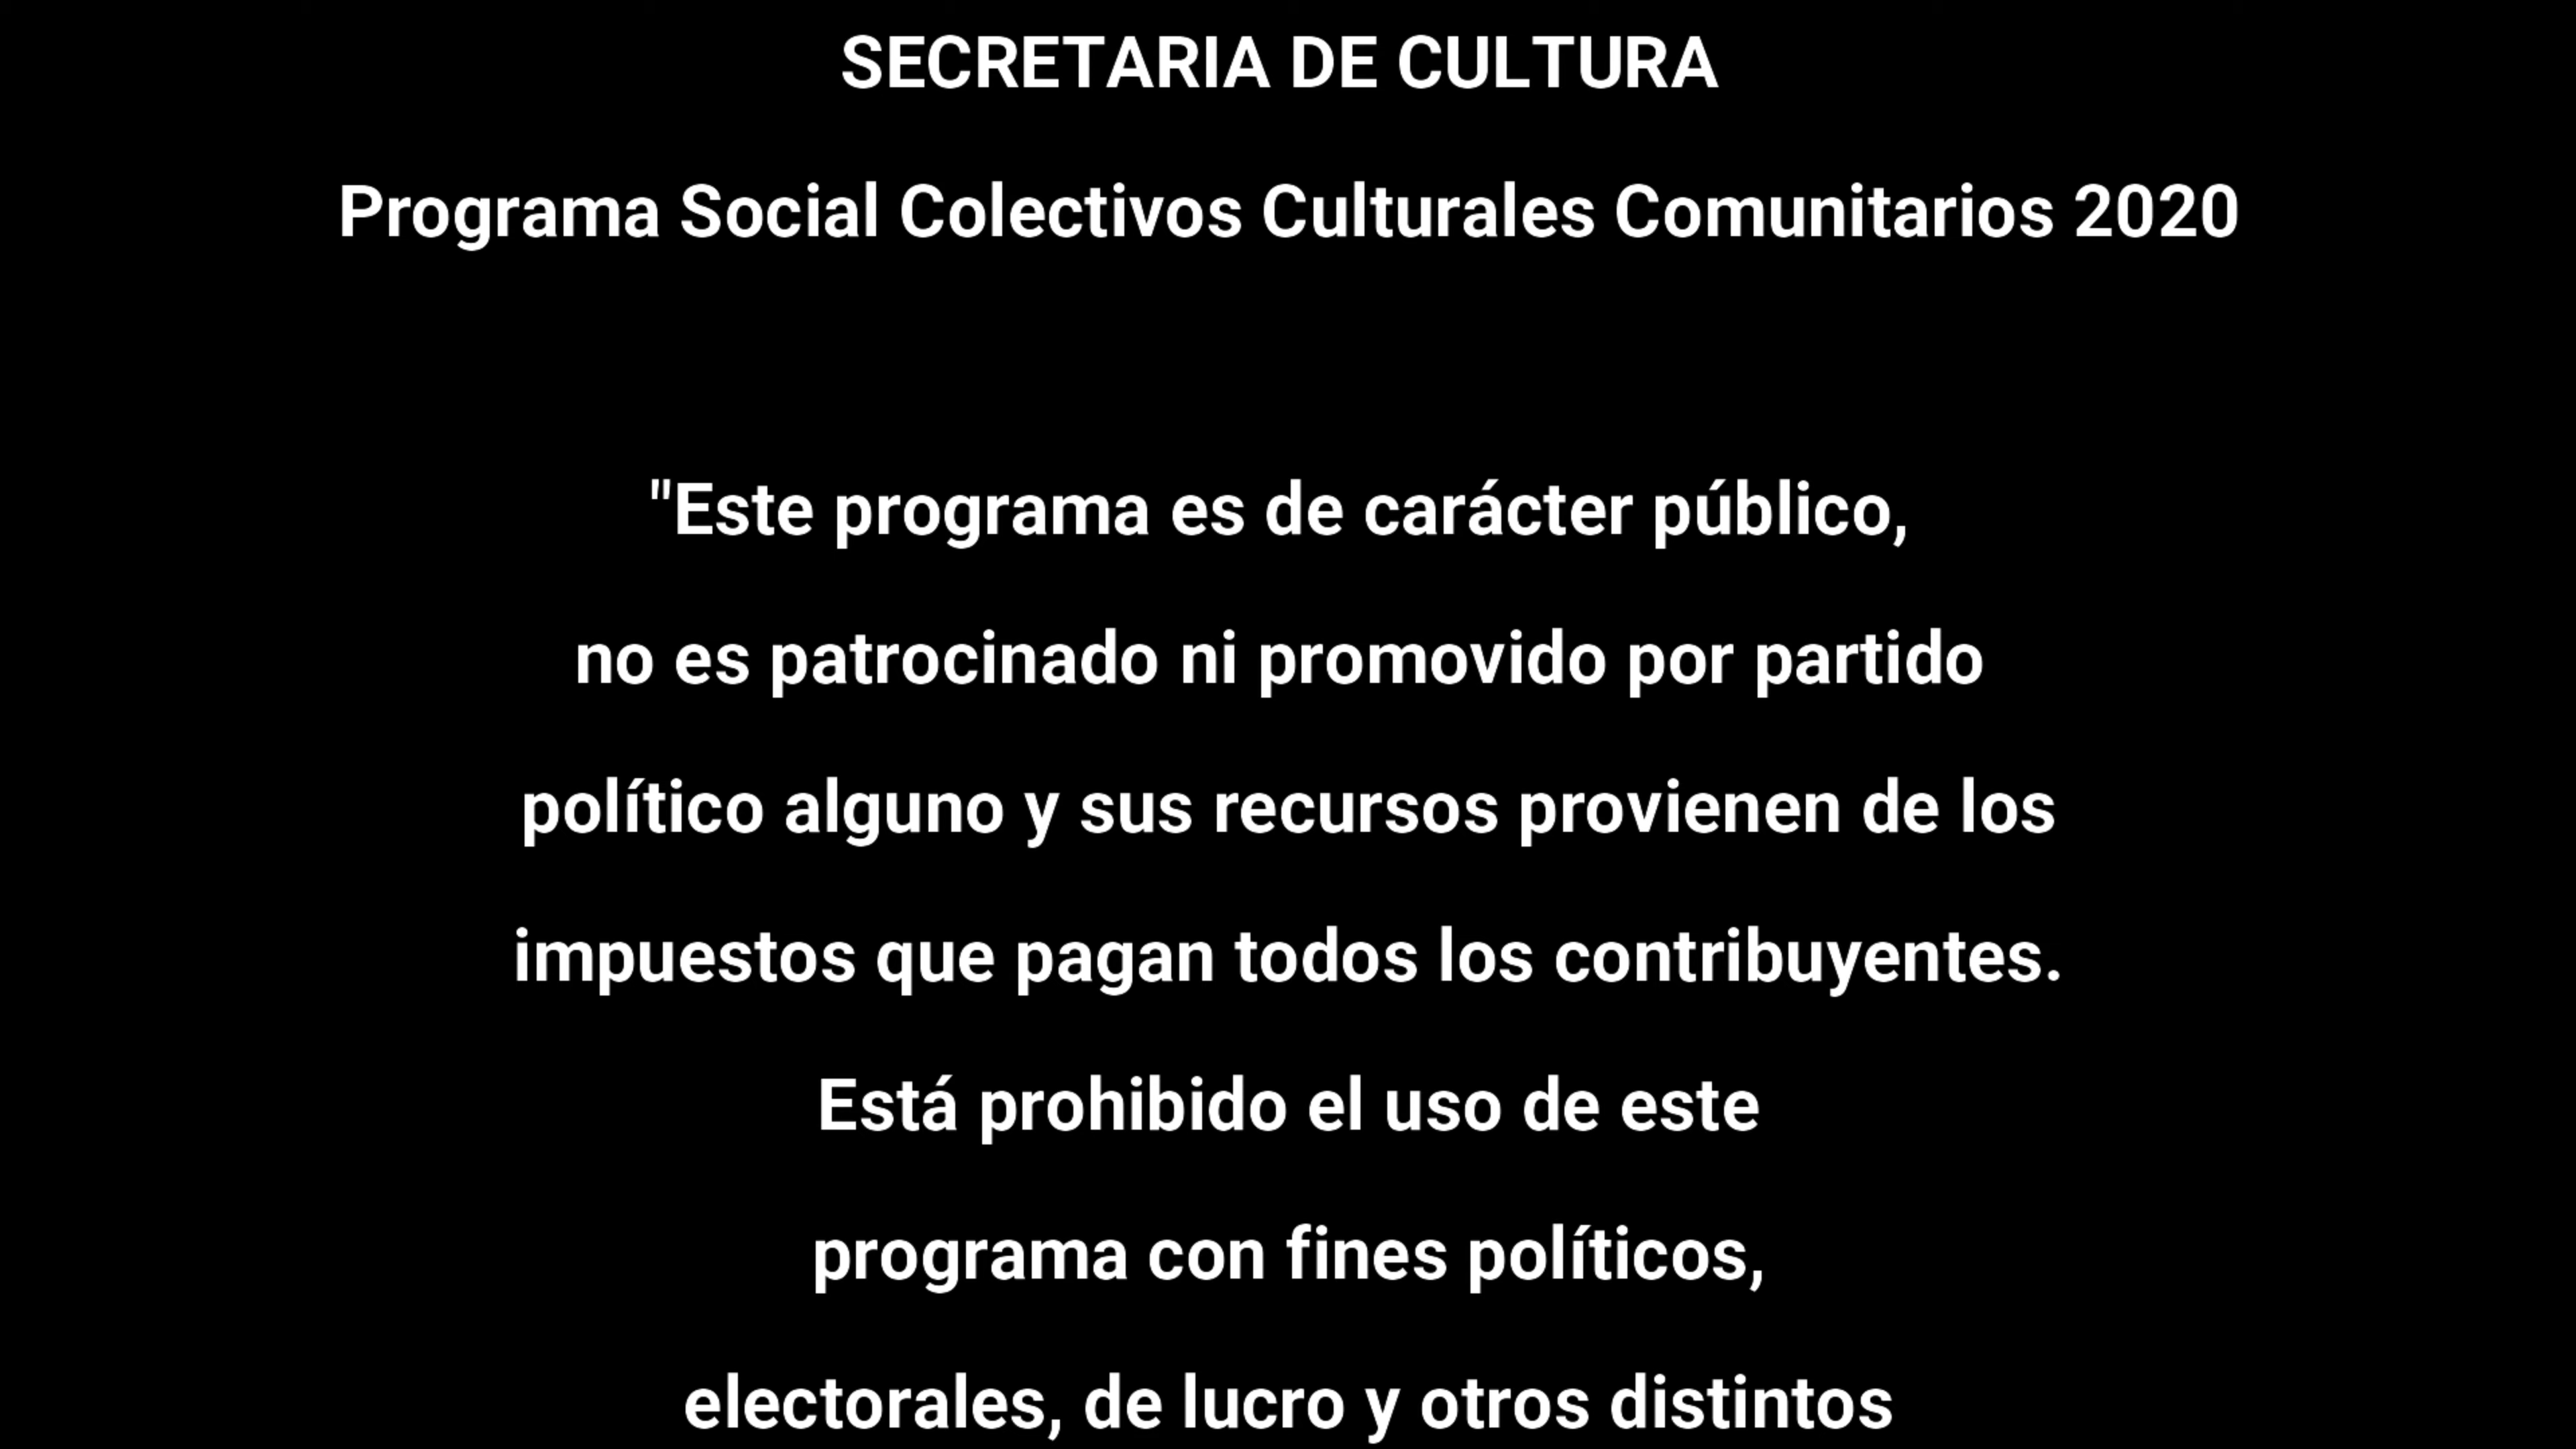 SECRETARIA DE CULTURA
Programa Social Colectivos Culturales Comunitarios 2020
"Este programa es de carácter público,
no es patrocinado ni promovido por partido
político alguno y sus recursos provienen de los
impuestos que pagan todos los contribuyentes.
Está prohibido el uso de este
programa con fines políticos,
electorales, de lucro y otros distintos